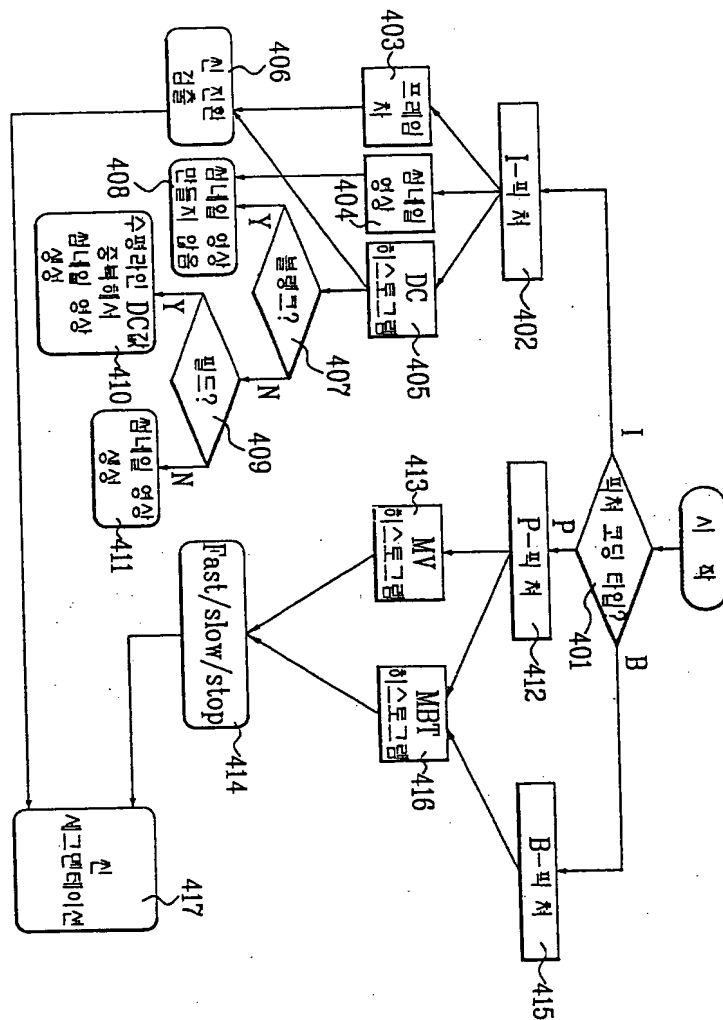 시 작
픽처 코딩 타입?
401
I
P
B
I-픽 처
402
P-픽 처
412
B-픽 처
415
403
프레임
차
썸네일
영상
404
DC
히스토그램
405
413
MV
히스토그램
MBT
히스토그램
416
씬 전환
검출
406
썸네일 영상
만들지 않음
408
Y
블랭크?
407
N
필드?
409
Y
N
수평라인 DC값
중복해서
썸네일 영상
생성
410
썸네일 영상
생성
411
Fast/slow/stop
414
씬
세그먼테이션
417